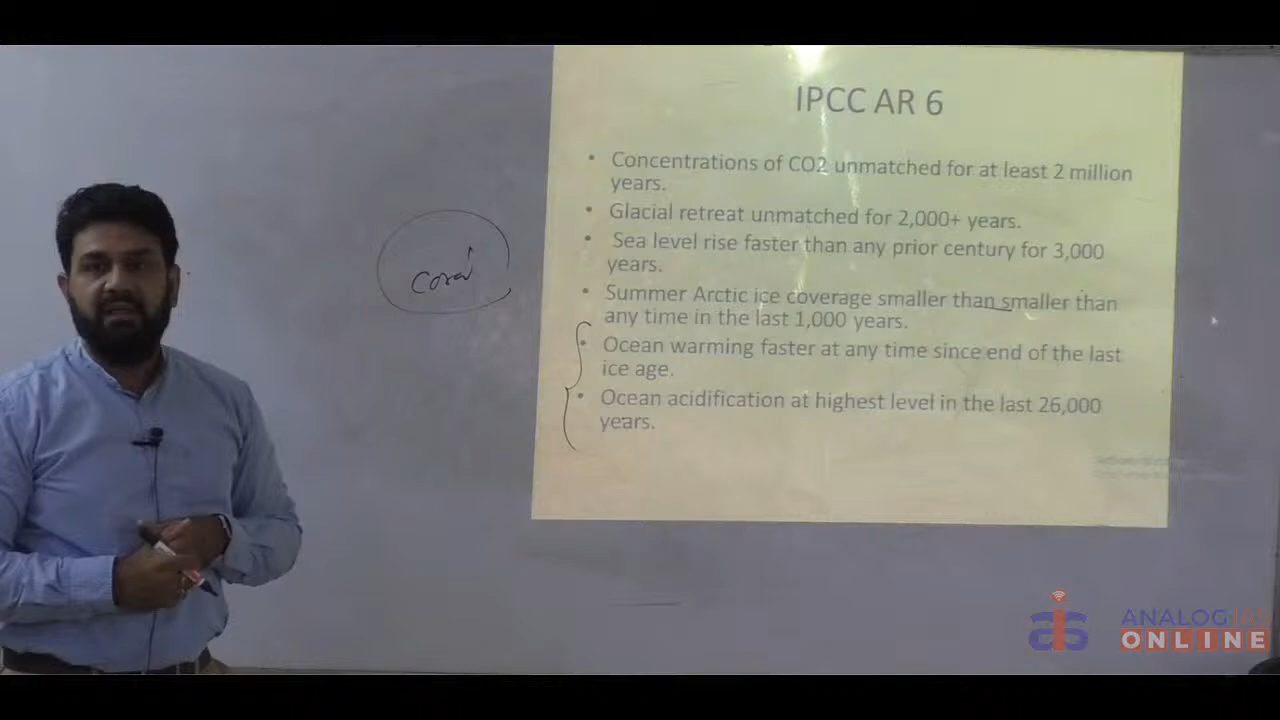 IPCC AR 6
• Concentrations of CO2 unmatched for at least 2 million
years.
• Glacial retreat unmatched for 2,000+ years.
• Sea level rise faster than any prior century for 3,000
years.
• Summer Arctic ice coverage smaller than smaller than
any time in the last 1,000 years.
• Ocean warming faster at any time since end of the last
ice age.
• Ocean acidification at highest level in the last 26,000
years.
Coral
ANALOG IAS
ONLINE